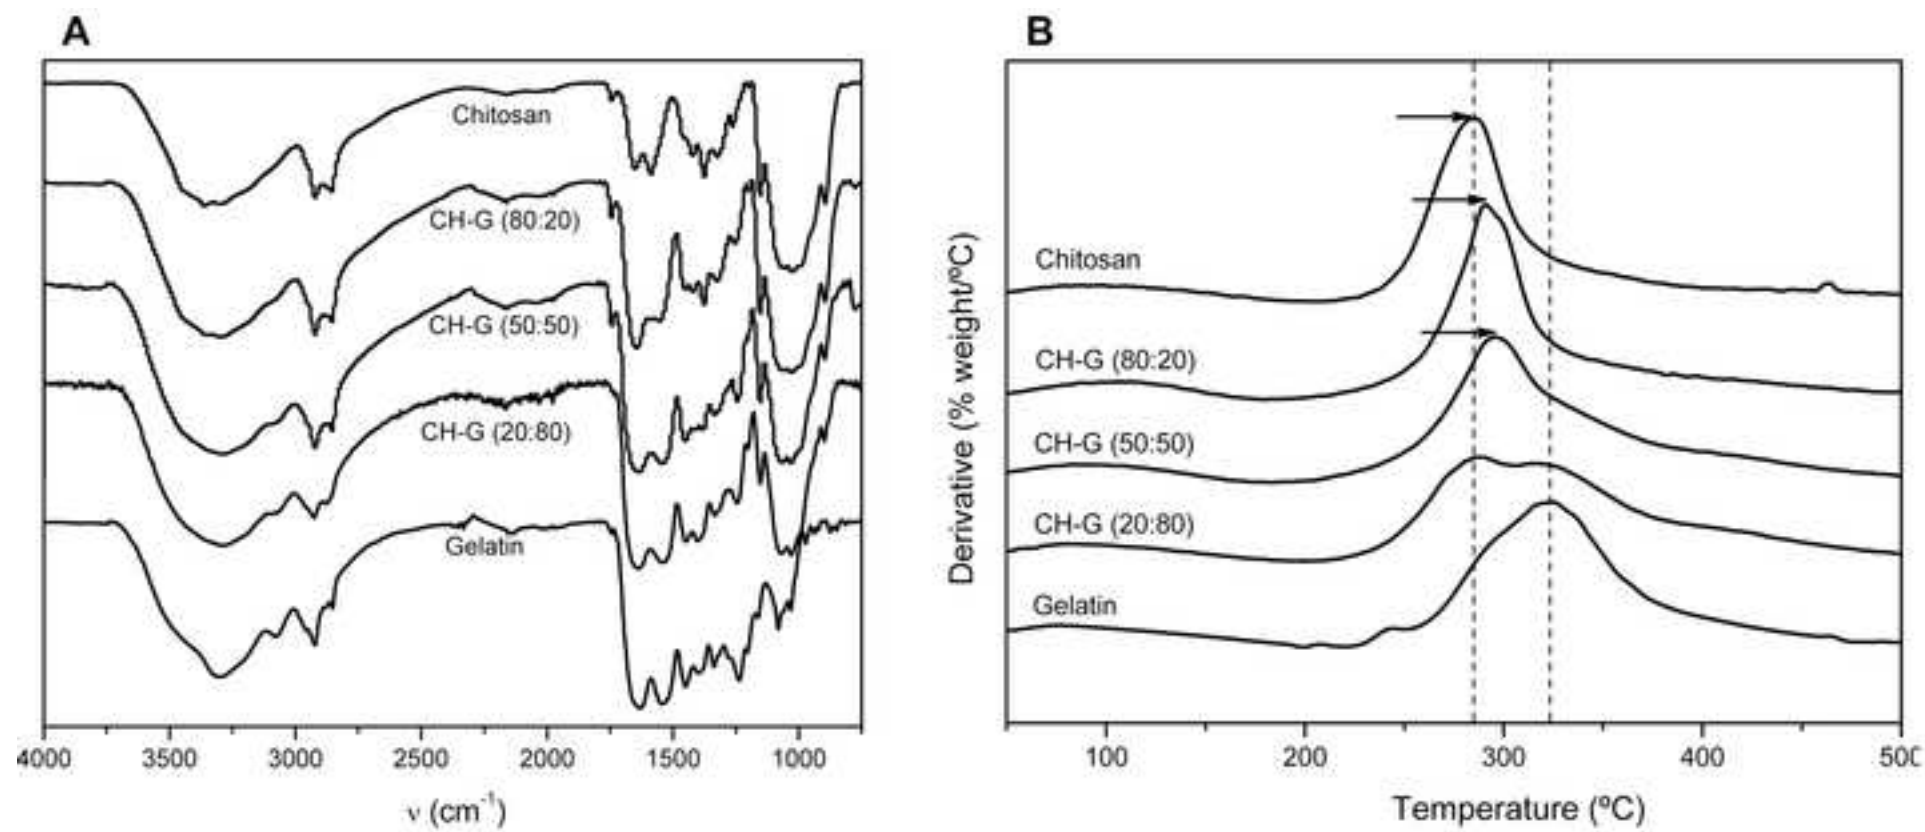 A
Chitosan
CH-G (80:20)
CH-G (50:50)
CH-G (20:80)
Gelatin
4000 3500 3000 2500 2000 1500 1000
ν (cm⁻¹)
B
Derivative (% weight/ºC)
Chitosan
CH-G (80:20)
CH-G (50:50)
CH-G (20:80)
Gelatin
100 200 300 400 500
Temperature (ºC)